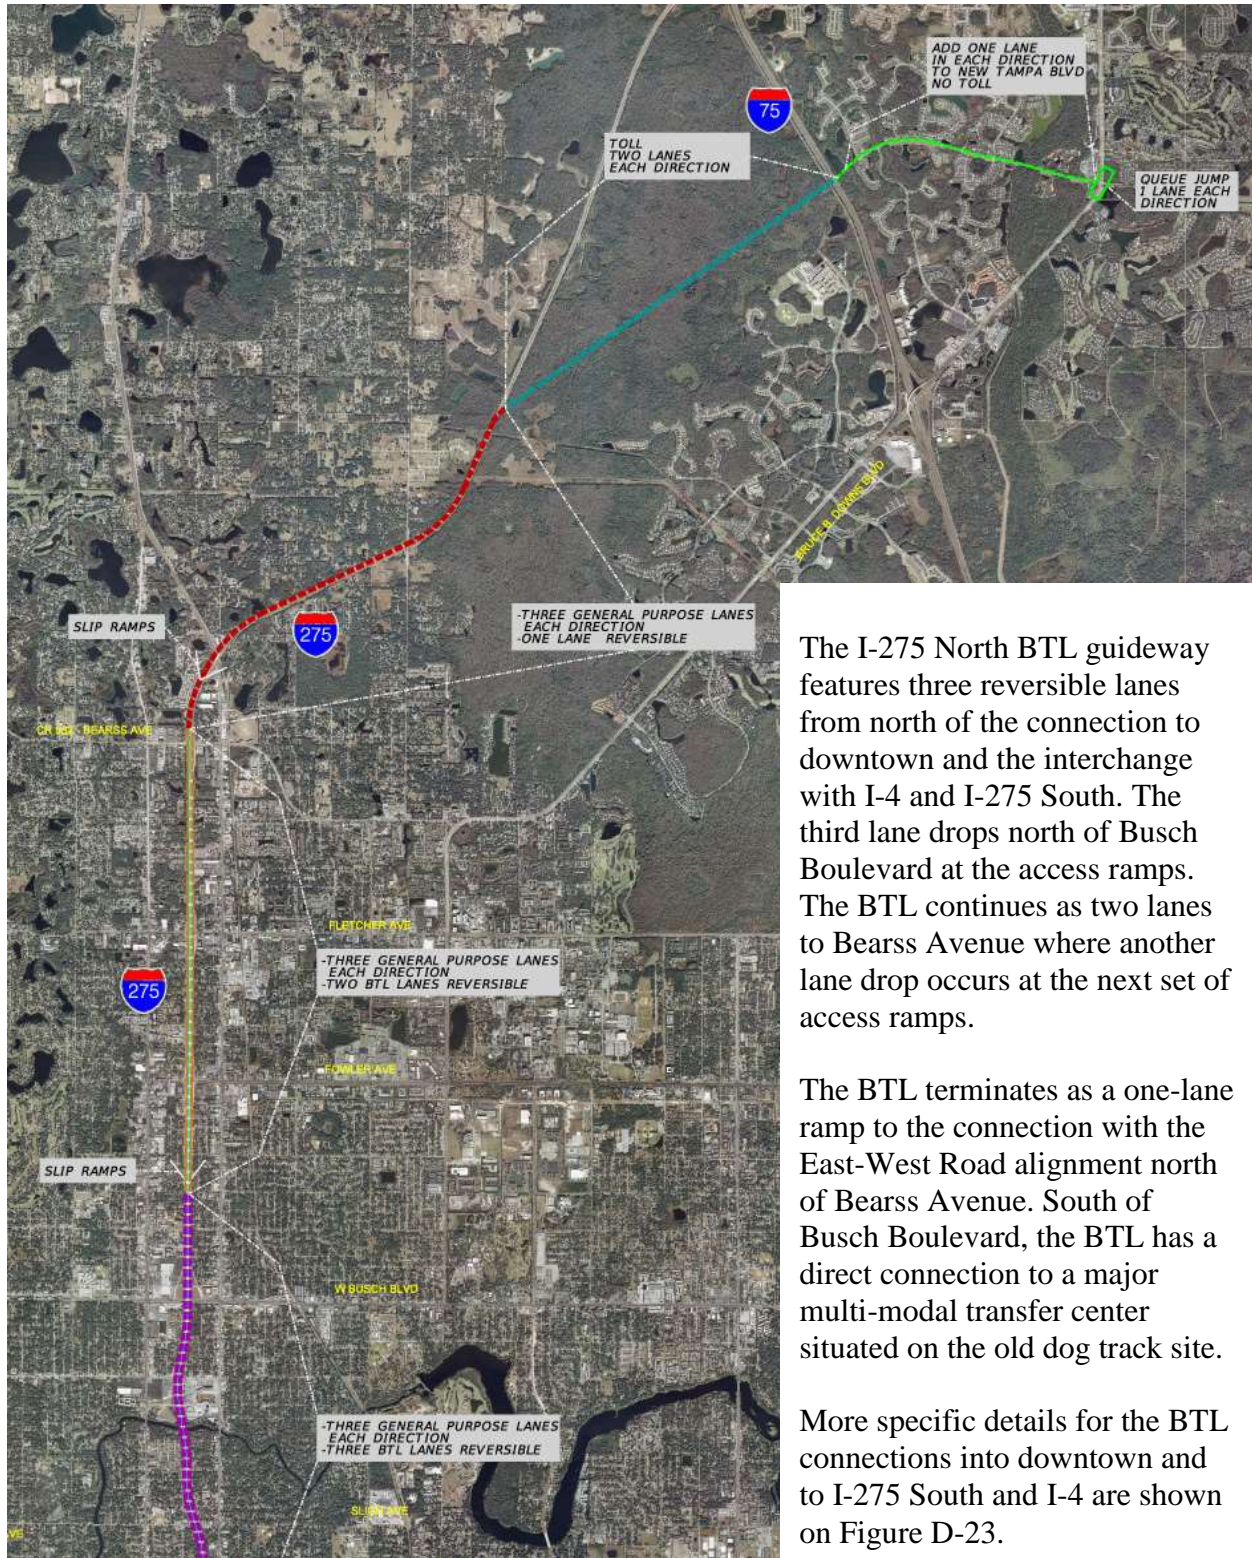 ADD ONE LANE
IN EACH DIRECTION
TO NEW TAMPA BLVD
NO TOLL
75
TOLL
TWO LANES
EACH DIRECTION
QUEUE JUMP
1 LANE EACH
DIRECTION
BRUCE B. DOWNS BLVD
SLIP RAMPS
275
-THREE GENERAL PURPOSE LANES
EACH DIRECTION
-ONE LANE REVERSIBLE
- BEARSS AVE
FLETCHER AVE
-THREE GENERAL PURPOSE LANES
EACH DIRECTION
-TWO BTL LANES REVERSIBLE
275
FOWLER AVE
SLIP RAMPS
W BUSCH BLVD
-THREE GENERAL PURPOSE LANES
EACH DIRECTION
-THREE BTL LANES REVERSIBLE
SLIGH AVE
AVE
The I-275 North BTL guideway
features three reversible lanes
from north of the connection to
downtown and the interchange
with I-4 and I-275 South. The
third lane drops north of Busch
Boulevard at the access ramps.
The BTL continues as two lanes
to Bearss Avenue where another
lane drop occurs at the next set of
access ramps.
The BTL terminates as a one-lane
ramp to the connection with the
East-West Road alignment north
of Bearss Avenue. South of
Busch Boulevard, the BTL has a
direct connection to a major
multi-modal transfer center
situated on the old dog track site.
More specific details for the BTL
connections into downtown and
to I-275 South and I-4 are shown
on Figure D-23.